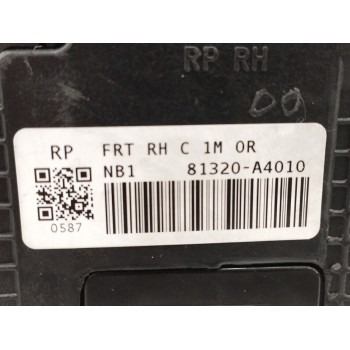 RP RH
DO
RP FRT RH C 1M OR
NB1 81320-A4010
0587